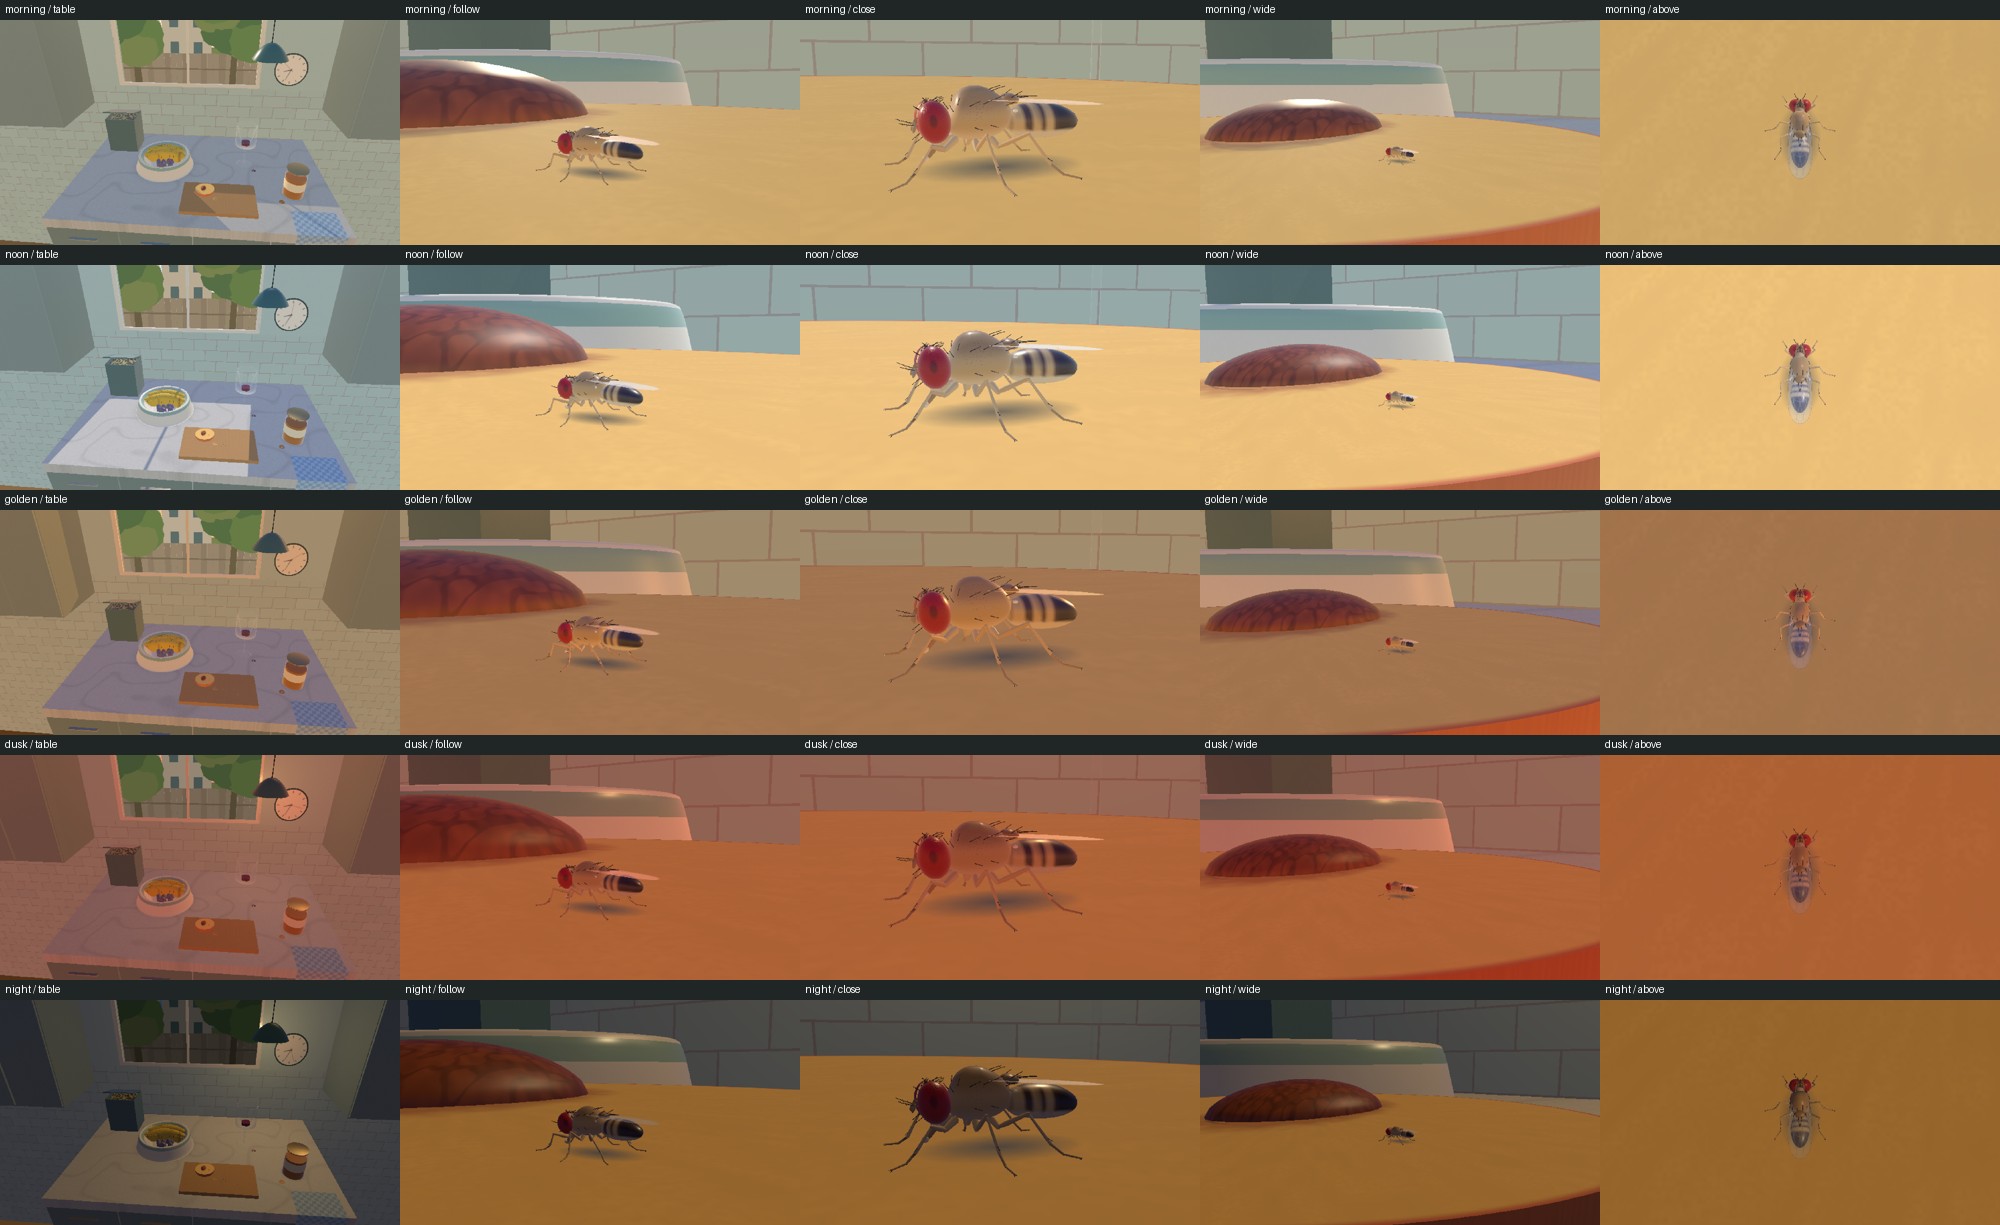 morning / table
morning / follow
morning / close
morning / wide
morning / above
noon / table
noon / follow
noon / close
noon / wide
noon / above
golden / table
golden / follow
golden / close
golden / wide
golden / above
dusk / table
dusk / follow
dusk / close
dusk / wide
dusk / above
night / table
night / follow
night / close
night / wide
night / above